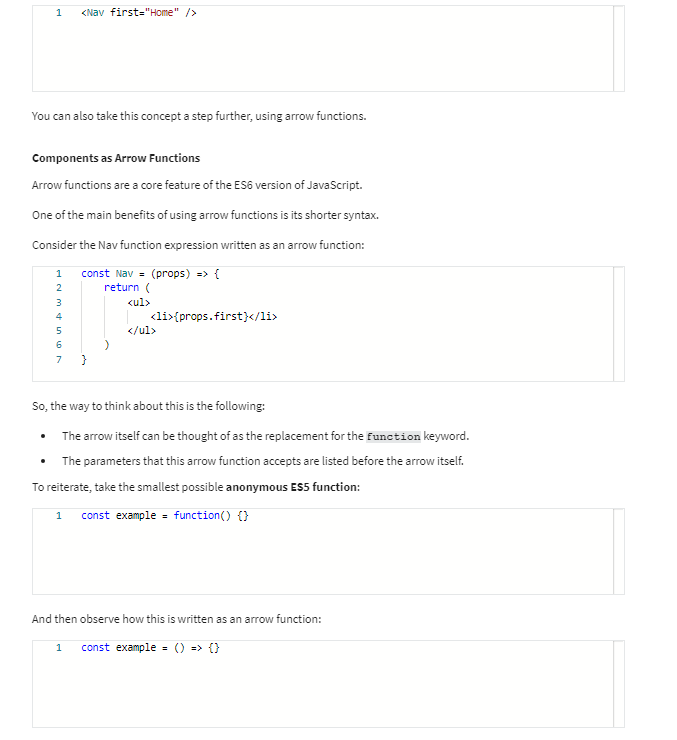 1 <Nav first="Home" />
You can also take this concept a step further, using arrow functions.
Components as Arrow Functions
Arrow functions are a core feature of the ES6 version of JavaScript.
One of the main benefits of using arrow functions is its shorter syntax.
Consider the Nav function expression written as an arrow function:
1 const Nav = (props) => {
2     return (
3         <ul>
4             <li>{props.first}</li>
5         </ul>
6     )
7 }
So, the way to think about this is the following:
• The arrow itself can be thought of as the replacement for the function keyword.
• The parameters that this arrow function accepts are listed before the arrow itself.
To reiterate, take the smallest possible anonymous ES5 function:
1 const example = function() {}
And then observe how this is written as an arrow function:
1 const example = () => {}